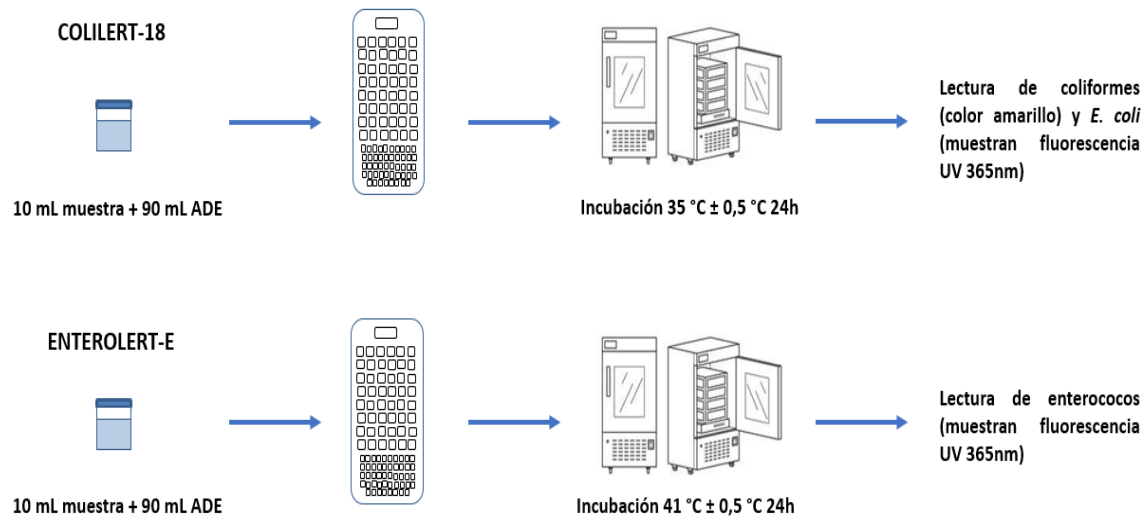 COLILERT-18
10 mL muestra + 90 mL ADE
Incubación 35 °C ± 0,5 °C 24h
Lectura de coliformes
(color amarillo) y E. coli
(muestran fluorescencia
UV 365nm)
ENTEROLERT-E
10 mL muestra + 90 mL ADE
Incubación 41 °C ± 0,5 °C 24h
Lectura de enterococos
(muestran fluorescencia
UV 365nm)